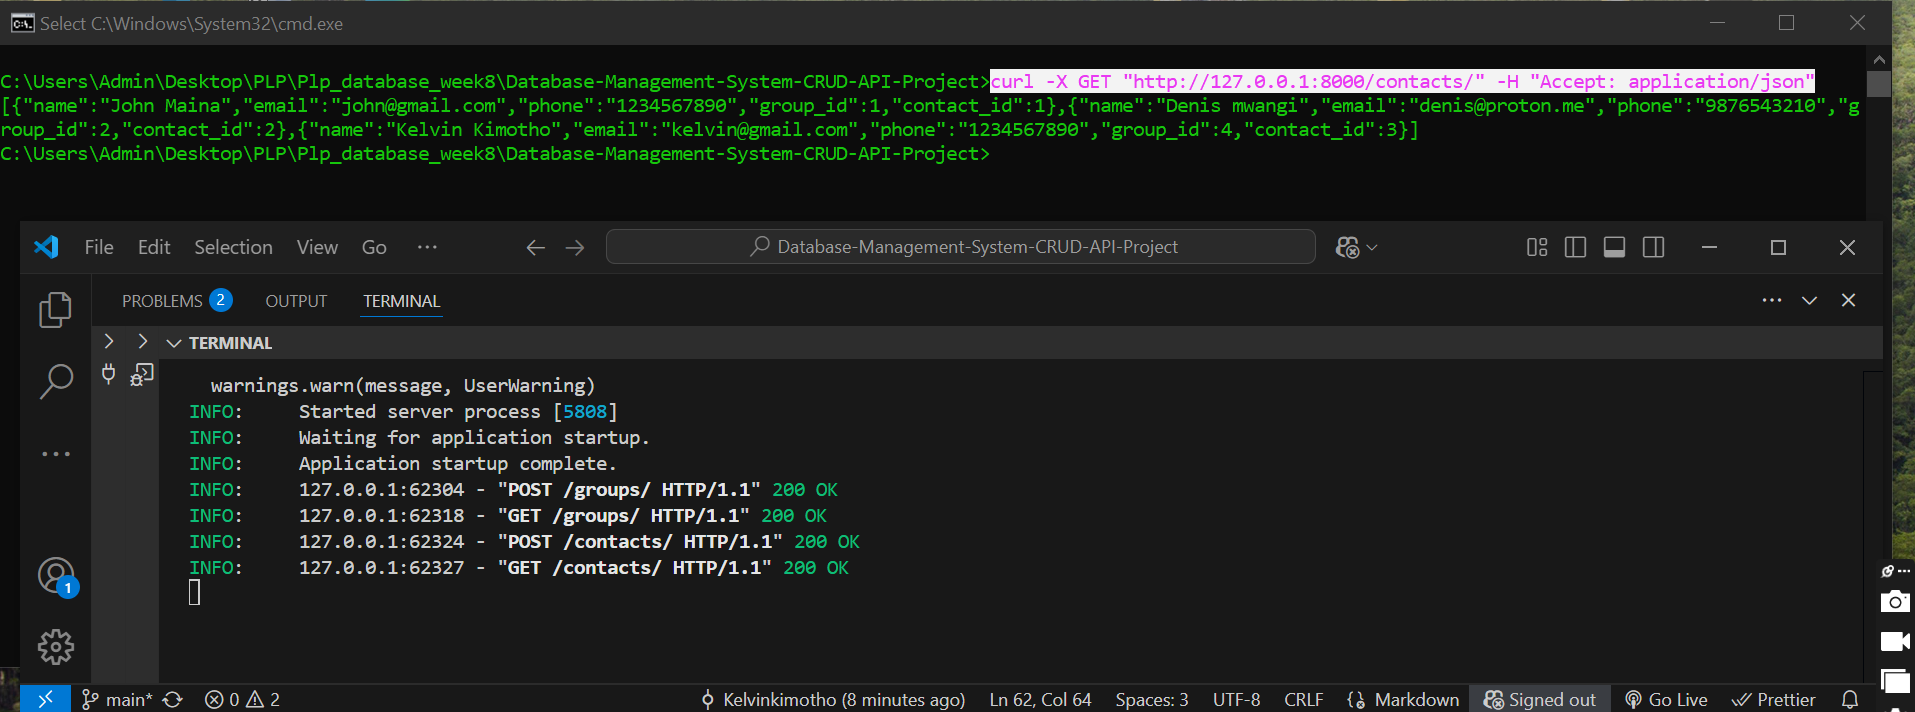 Select C:\Windows\System32\cmd.exe
C:\Users\Admin\Desktop\PLP\Plp_database_week8\Database-Management-System-CRUD-API-Project>curl -X GET "http://127.0.0.1:8000/contacts/" -H "Accept: application/json"
[{"name":"John Maina","email":"john@gmail.com","phone":"1234567890","group_id":1,"contact_id":1},{"name":"Denis mwangi","email":"denis@proton.me","phone":"9876543210","g
roup_id":2,"contact_id":2},{"name":"Kelvin Kimotho","email":"kelvin@gmail.com","phone":"1234567890","group_id":4,"contact_id":3}]
C:\Users\Admin\Desktop\PLP\Plp_database_week8\Database-Management-System-CRUD-API-Project>
File Edit Selection View Go ··· Database-Management-System-CRUD-API-Project
PROBLEMS 2 OUTPUT TERMINAL
TERMINAL
warnings.warn(message, UserWarning)
INFO: Started server process [5808]
INFO: Waiting for application startup.
INFO: Application startup complete.
INFO: 127.0.0.1:62304 - "POST /groups/ HTTP/1.1" 200 OK
INFO: 127.0.0.1:62318 - "GET /groups/ HTTP/1.1" 200 OK
INFO: 127.0.0.1:62324 - "POST /contacts/ HTTP/1.1" 200 OK
INFO: 127.0.0.1:62327 - "GET /contacts/ HTTP/1.1" 200 OK
1
main* 0 2 Kelvinkimotho (8 minutes ago) Ln 62, Col 64 Spaces: 3 UTF-8 CRLF Markdown Signed out Go Live Prettier